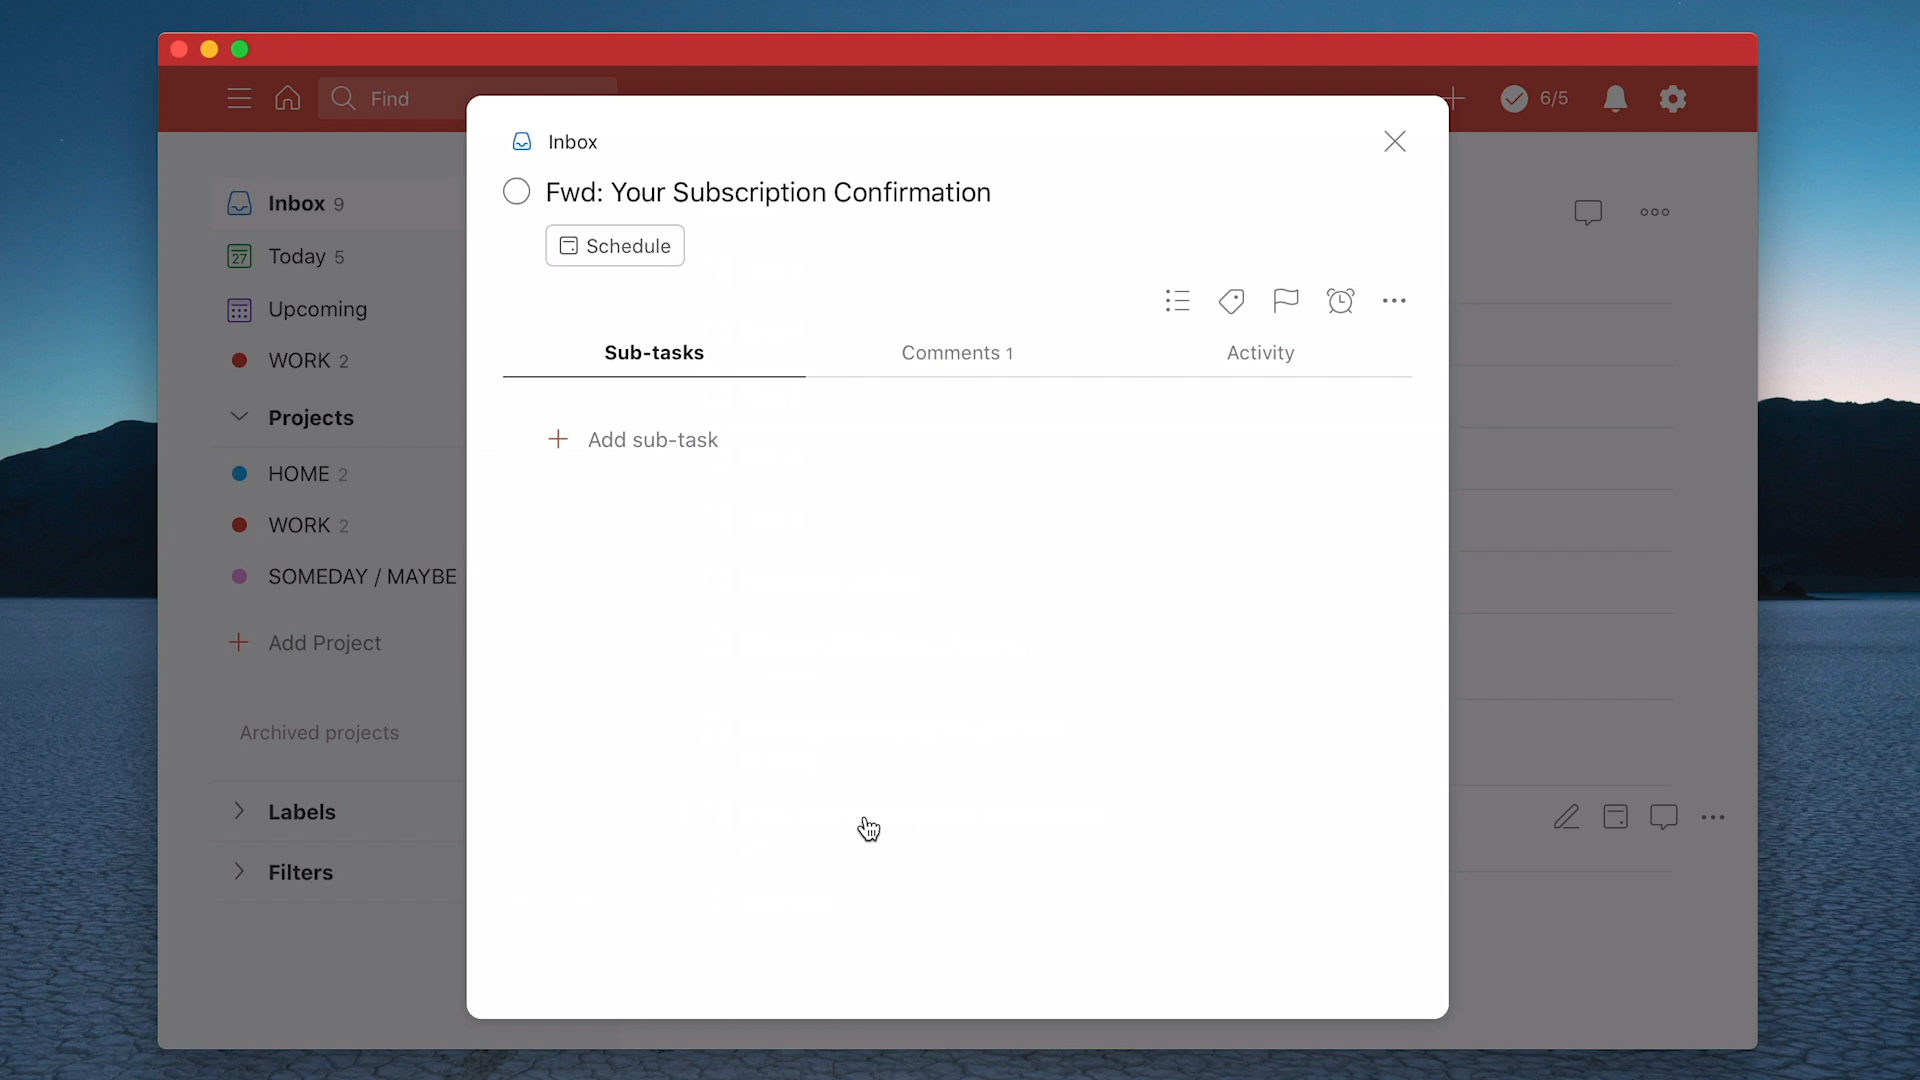 Find
6/5
Inbox 9
Today 5
27
Upcoming
WORK 2
Projects
HOME 2
WORK 2
SOMEDAY / MAYBE
Add Project
Archived projects
Labels
Filters
Inbox
Fwd: Your Subscription Confirmation
Schedule
Sub-tasks
Comments 1
Activity
Add sub-task